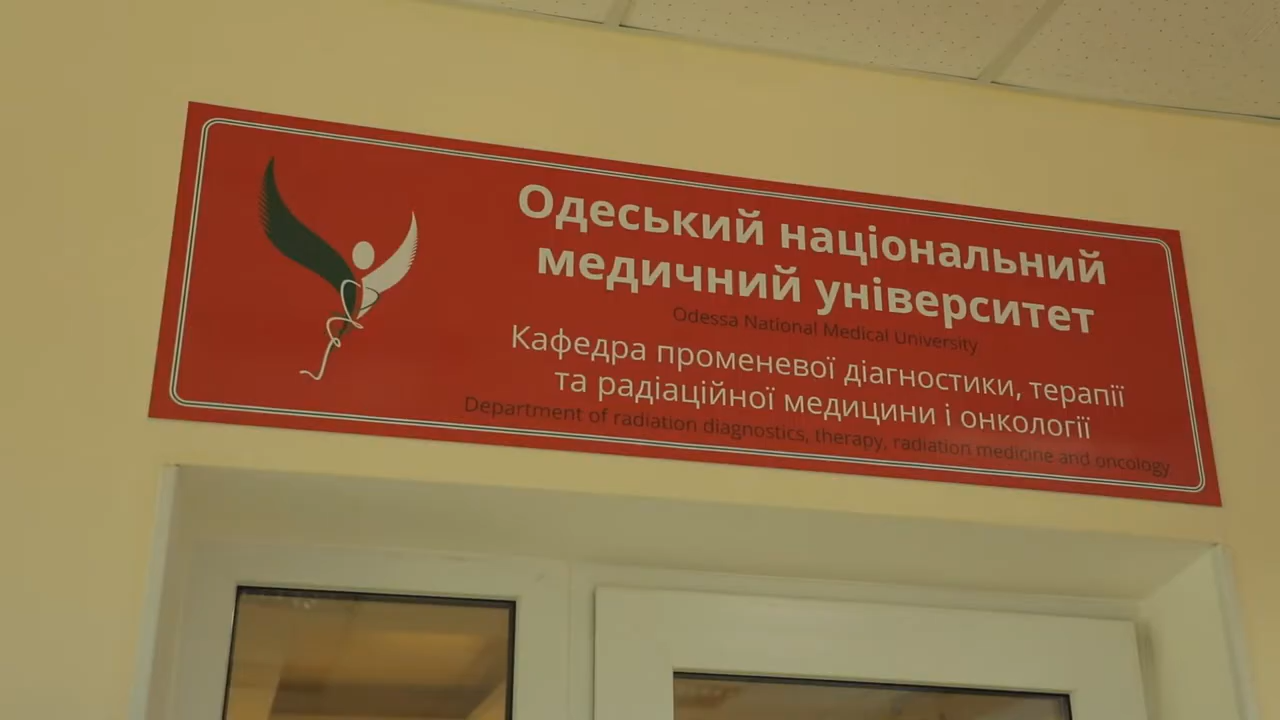 Одеський національний
медичний університет
Odessa National Medical University
Кафедра променевої діагностики, терапії
та радіаційної медицини і онкології
Department of radiation diagnostics, therapy, radiation medicine and oncology